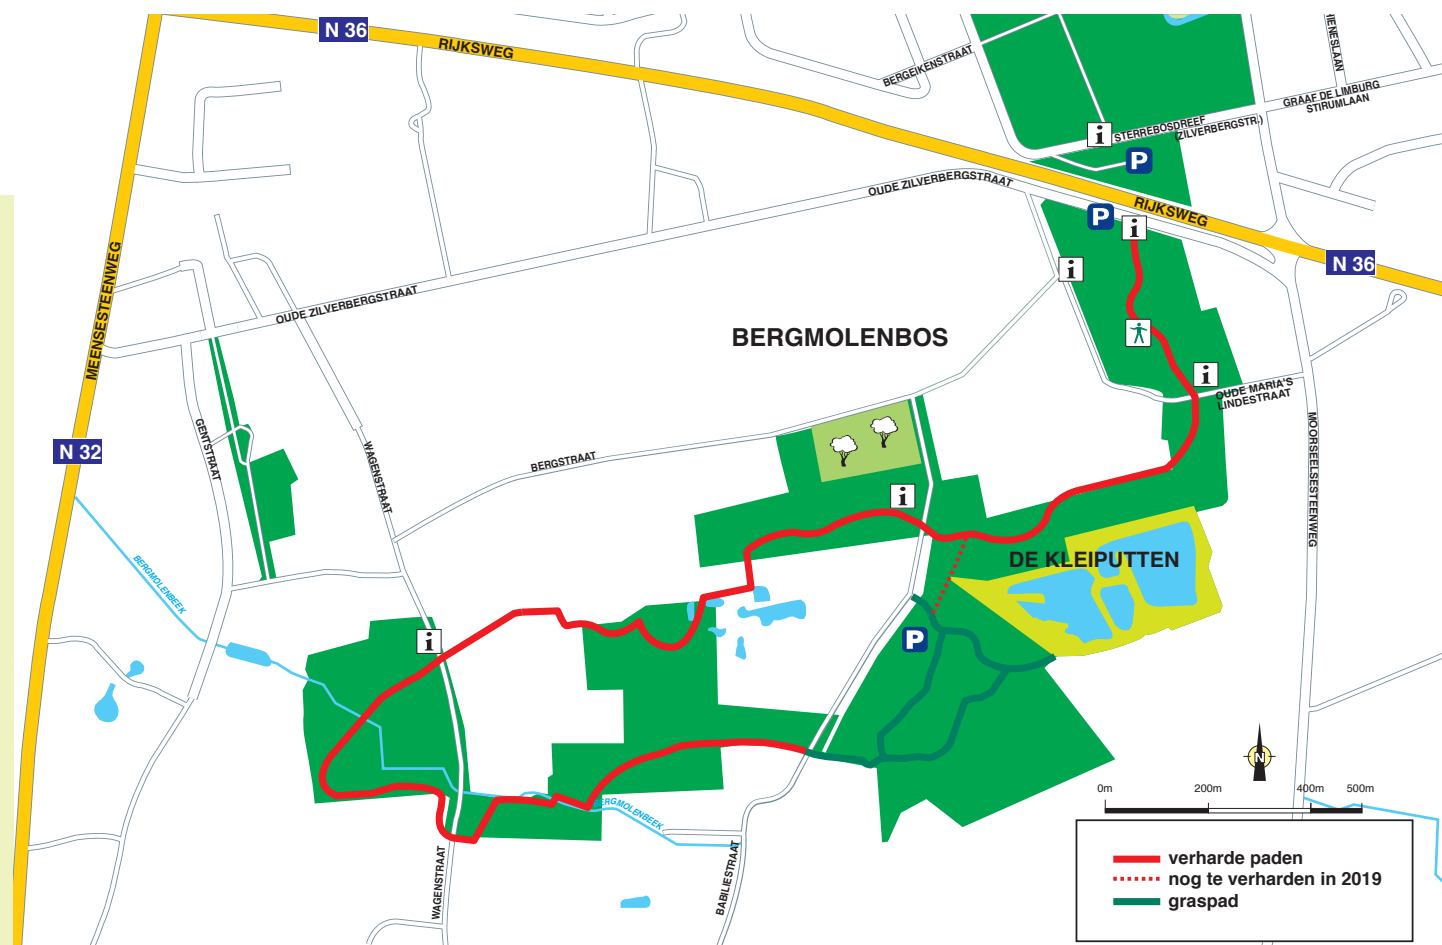 N 36
RIJKSWEG
BERGEIKENSTRAAT
GRAAF DE LIMBURG
STIRUMLAAN
STERREBOSDREEF
(ZILVERBERGSTR.)
i
P
OUDE ZILVERBERGSTRAAT
RIJKSWEG
P
i
N 36
i
MEENSESTEENWEG
OUDE ZILVERBERGSTRAAT
BERGMOLENBOS
i
OUDE MARIA'S
LINDESTRAAT
N 32
GENTSTRAAT
WAGENSTRAAT
BERGSTRAAT
MOORSEELSESTEENWEG
i
DE KLEIPUTTEN
BERGMOLENBEEK
i
P
N
0m 200m 400m 500m
BERGMOLENBEEK
WAGENSTRAAT
BABILIESTRAAT
verharde paden
nog te verharden in 2019
graspad